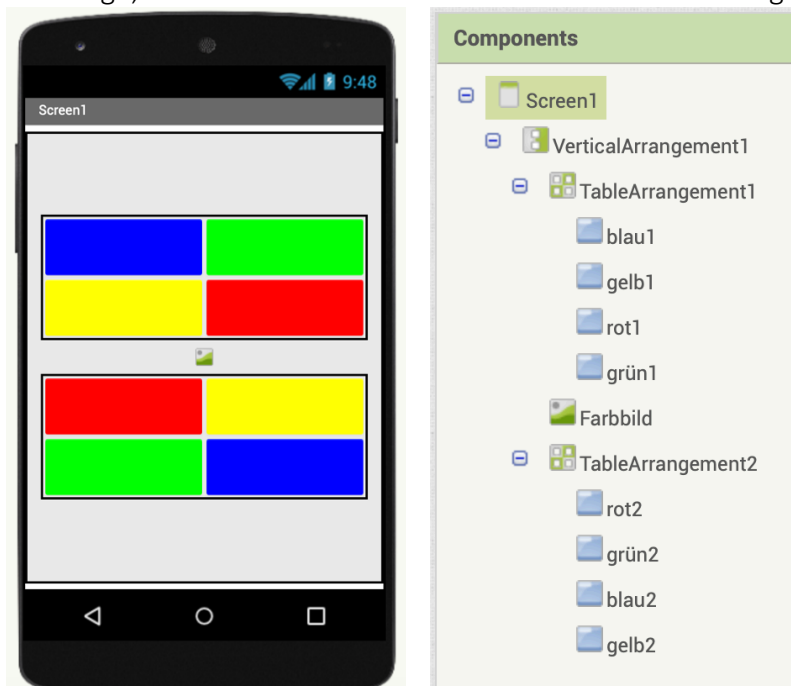 9:48
Screen1
Components
Screen1
VerticalArrangement1
TableArrangement1
blau1
gelb1
rot1
grün1
Farbbild
TableArrangement2
rot2
grün2
blau2
gelb2